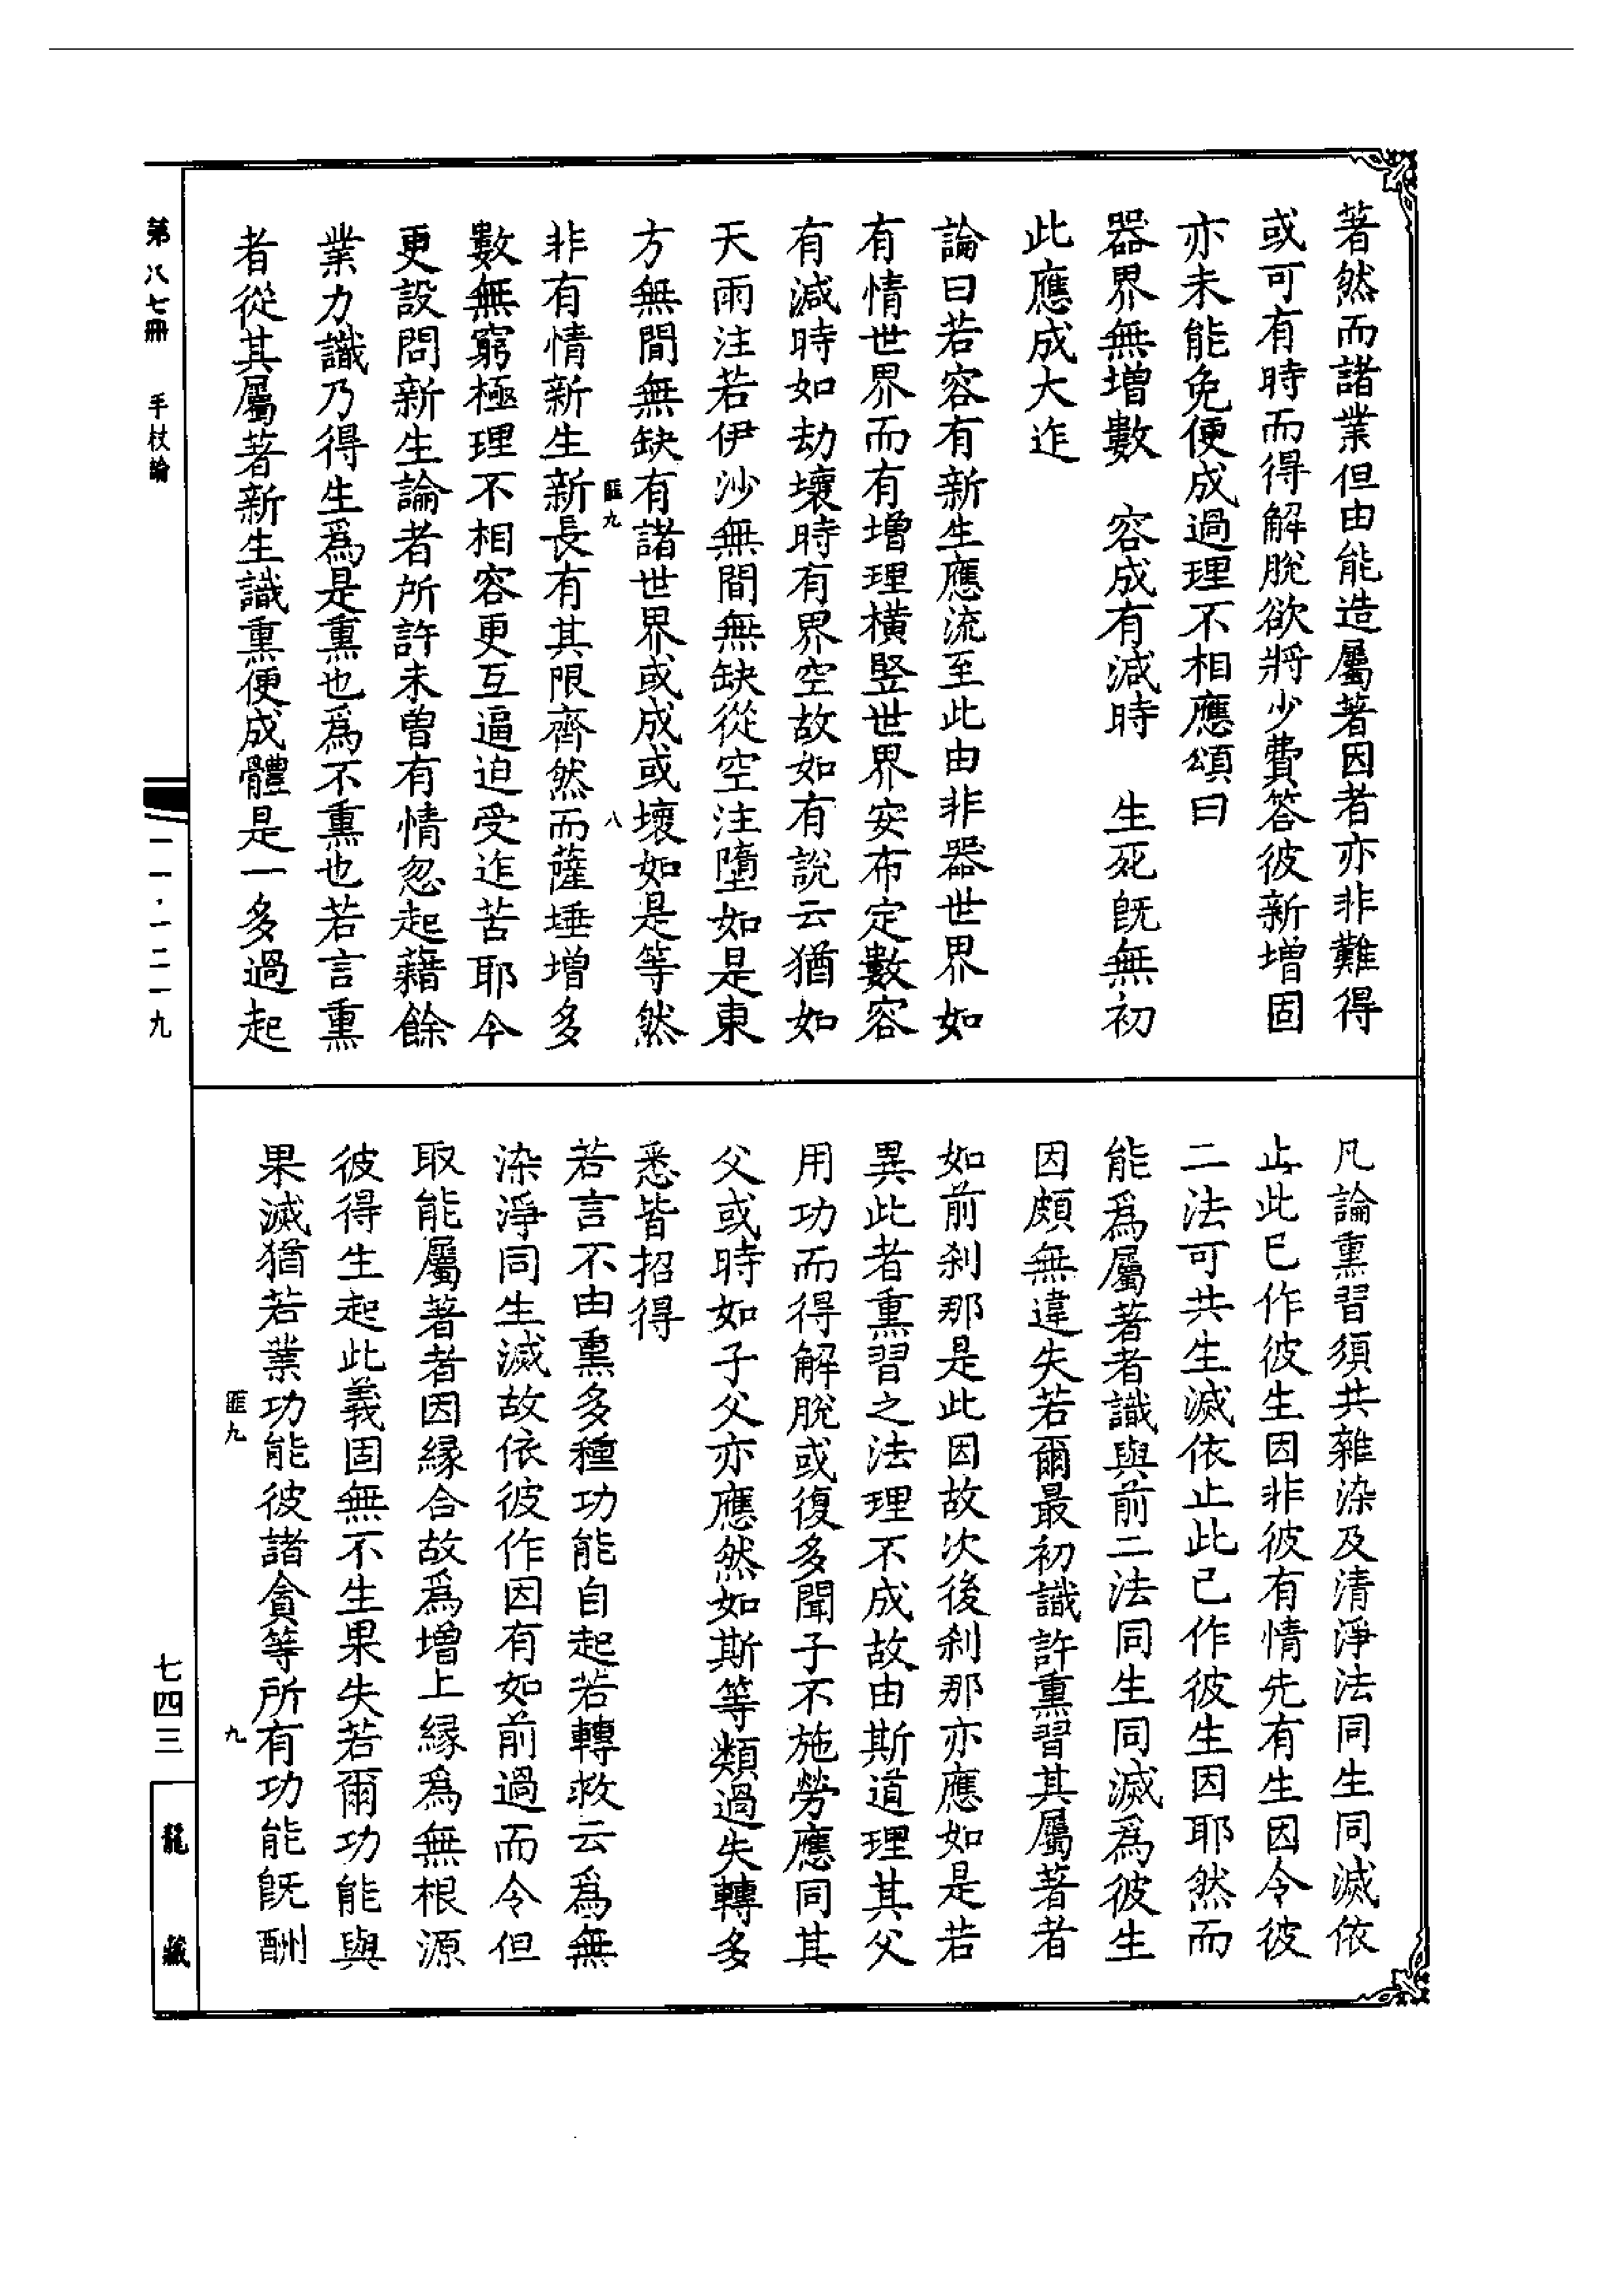 著然而諸業但由能造屬著因者亦非難得
或可有時而得解脫欲將少費答彼新增固
亦未能免便成過理不相應頌曰
器界無增數　容成有減時　生死旣無初
此應成大迮
論曰若容有新生應流至此由非器世界如
有情世界而有增理橫竪世界安布定數容
有減時如劫壞時有界空故如有說云猶如
天雨注若伊沙無間無缺從空注墮如是東
方無間無缺有諸世界或成或壞如是等然
匪九　八
非有情新生新長有其限齊然而薩埵增多
數無窮極理不相容更互逼迫受迮苦耶今
更設問新生論者所許未曾有情忽起藉餘
業力識乃得生爲是熏也爲不熏也若言熏
者從其屬著新生識熏便成體是一多過起
凡論熏習須共雜染及清淨法同生同滅依
止此已作彼生因非彼有情先有生因令彼
二法可共生滅依止此已作彼生因耶然而
能爲屬著者識與前二法同生同滅爲彼生
因頗無違失若爾最初識許熏習其屬著者
如前刹那是此因故次後刹那亦應如是若
異此者熏習之法理不成故由斯道理其父
用功而得解脫或復多聞子不施勞應同其
父或時如子父亦應然如斯等類過失轉多
悉皆招得
若言不由熏多種功能自起若轉救云爲無
染淨同生滅故依彼作因有如前過而令但
取能屬著者因緣合故爲增上緣爲無根源
彼得生起此義固無不生果失若爾功能與
果滅猶若業功能彼諸貪等所有功能旣酬
匪九　九
第八七冊　手杖論
一一·一二一九
七四三
龍藏